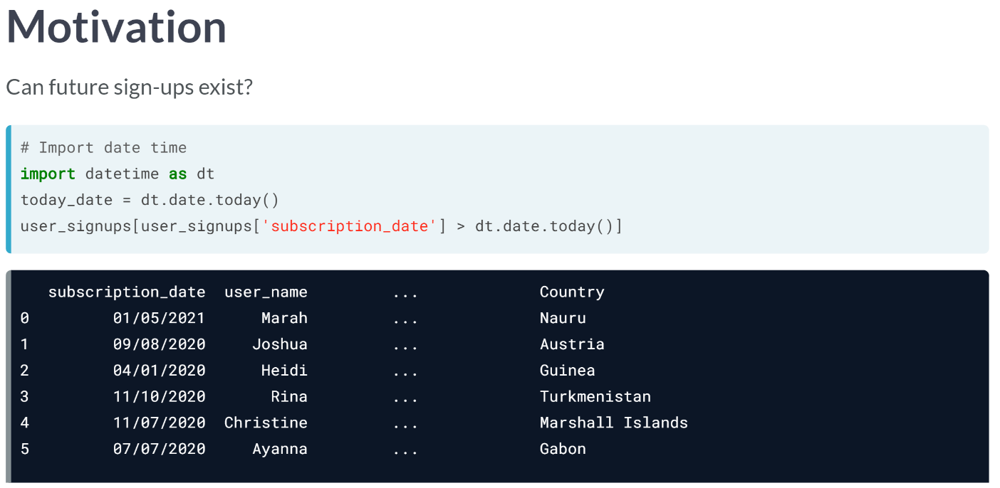 Motivation
Can future sign-ups exist?
# Import date time
import datetime as dt
today_date = dt.date.today()
user_signups[user_signups['subscription_date'] > dt.date.today()]
subscription_date user_name ... Country
0 01/05/2021 Marah ... Nauru
1 09/08/2020 Joshua ... Austria
2 04/01/2020 Heidi ... Guinea
3 11/10/2020 Rina ... Turkmenistan
4 11/07/2020 Christine ... Marshall Islands
5 07/07/2020 Ayanna ... Gabon